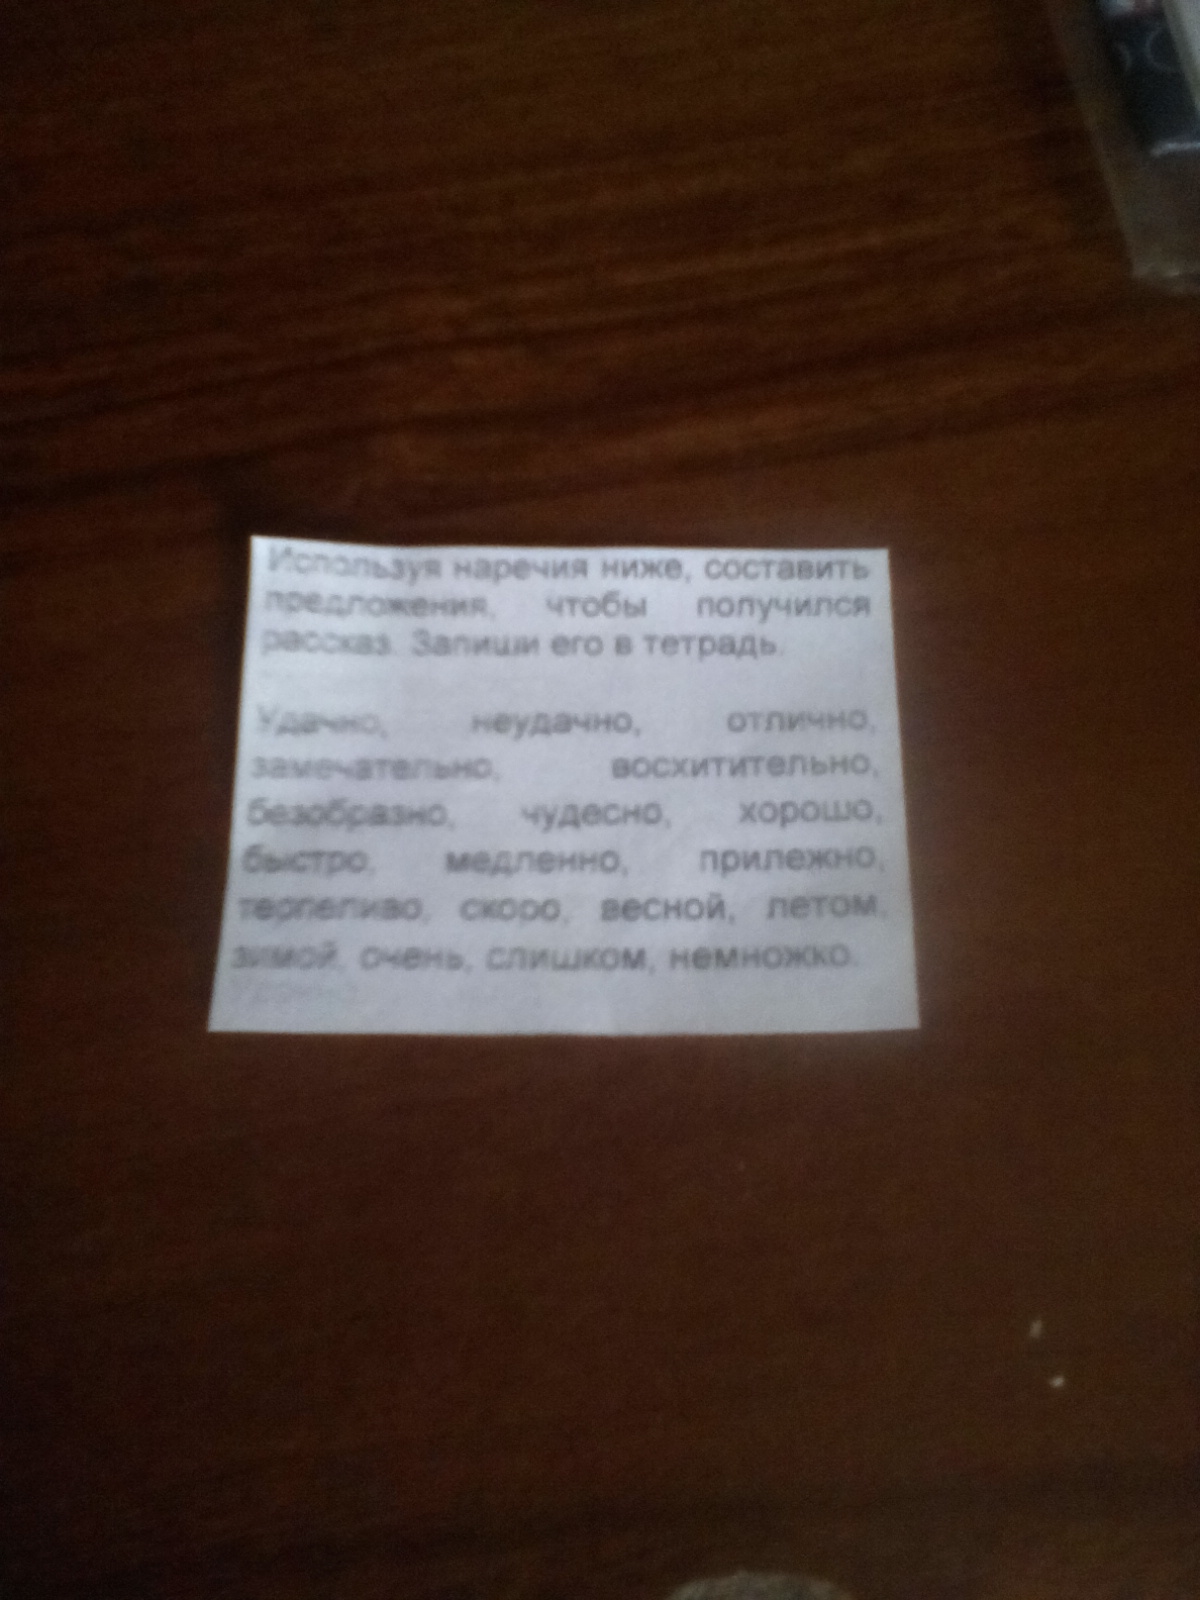 Используя наречия ниже, составить
предложения, чтобы получился
рассказ. Запиши его в тетрадь.
Удачно, неудачно, отлично,
замечательно, восхитительно,
безобразно, чудесно, хорошо,
быстро, медленно, прилежно,
терпеливо, скоро, весной, летом,
зимой, очень, слишком, немножко.